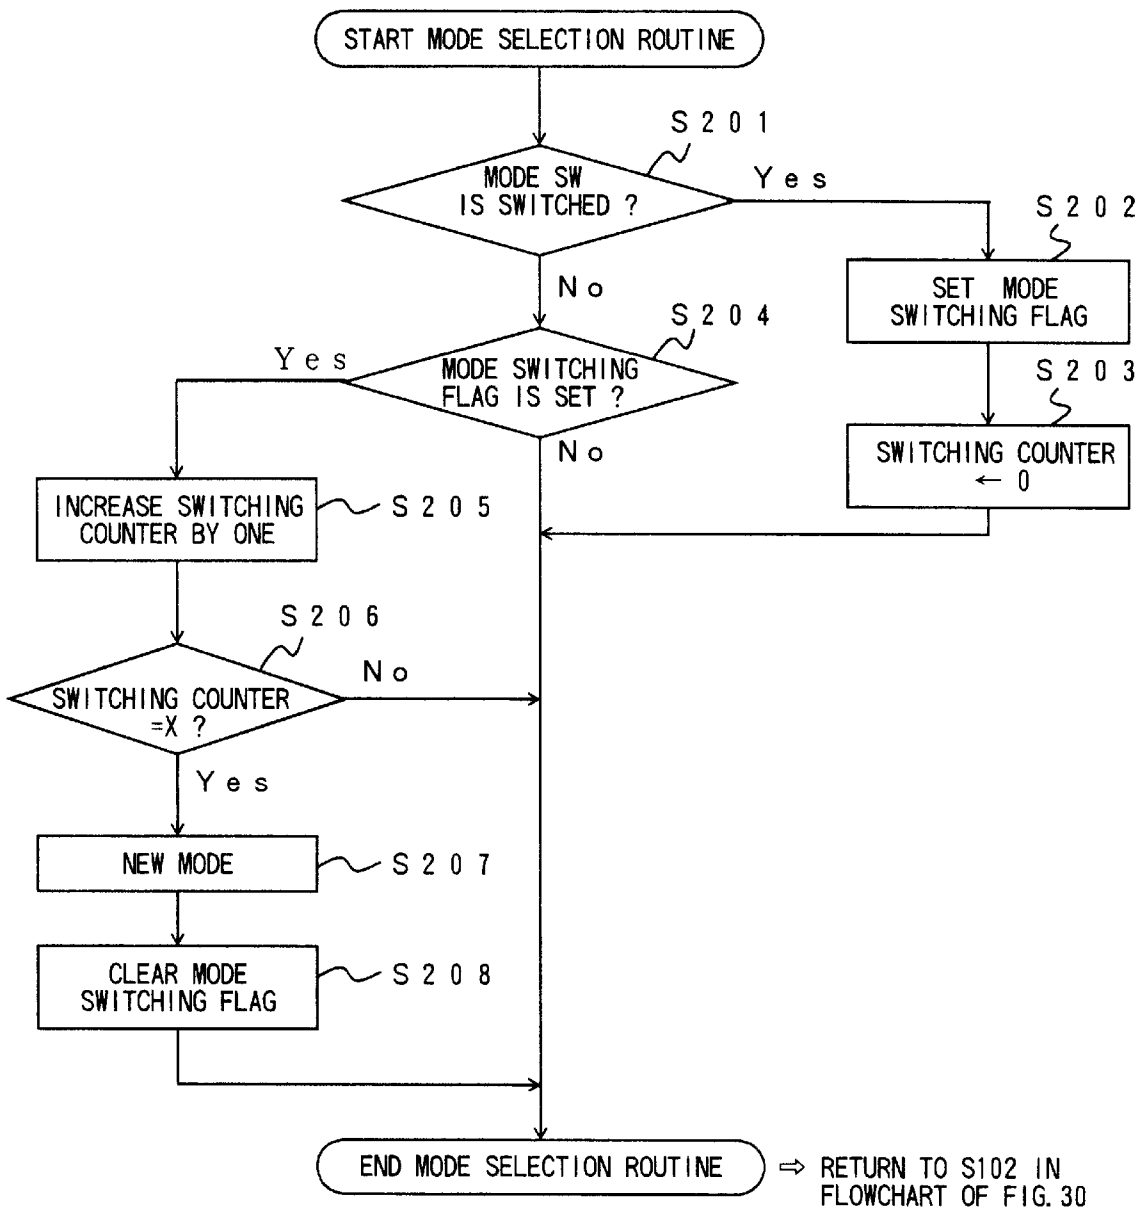 START MODE SELECTION ROUTINE
S201
MODE SW
IS SWITCHED ?
Yes
S202
No
SET MODE
SWITCHING FLAG
S204
Yes
MODE SWITCHING
FLAG IS SET ?
S203
No
SWITCHING COUNTER
← 0
INCREASE SWITCHING
COUNTER BY ONE
S205
S206
No
SWITCHING COUNTER
=X ?
Yes
NEW MODE
S207
CLEAR MODE
SWITCHING FLAG
S208
END MODE SELECTION ROUTINE
⇨ RETURN TO S102 IN
FLOWCHART OF FIG. 30